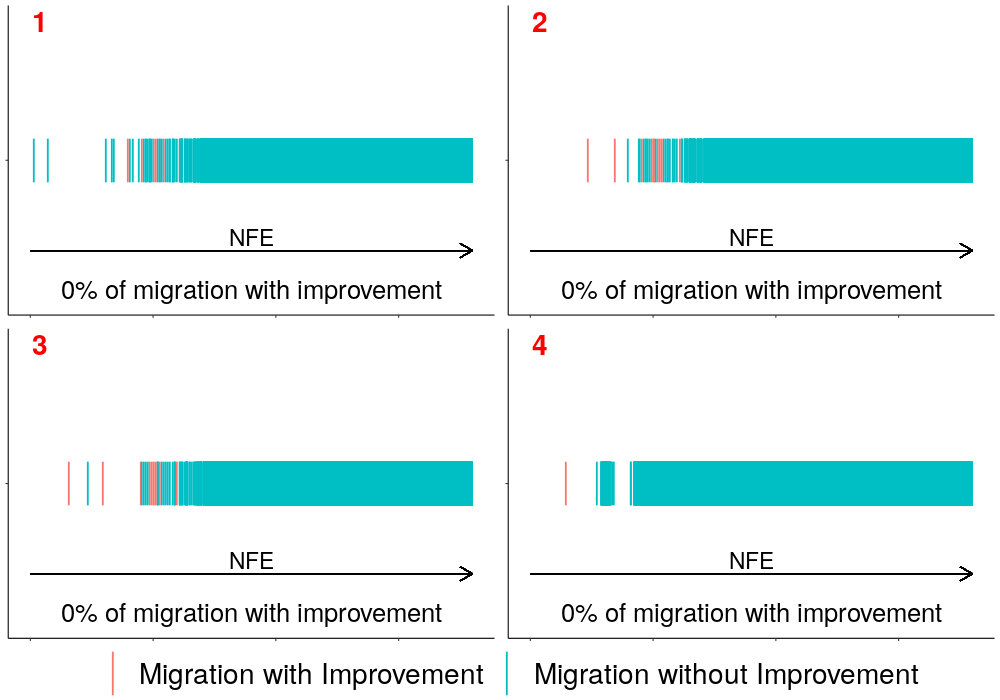 1
NFE
0% of migration with improvement
2
NFE
0% of migration with improvement
3
NFE
0% of migration with improvement
4
NFE
0% of migration with improvement
Migration with Improvement
Migration without Improvement